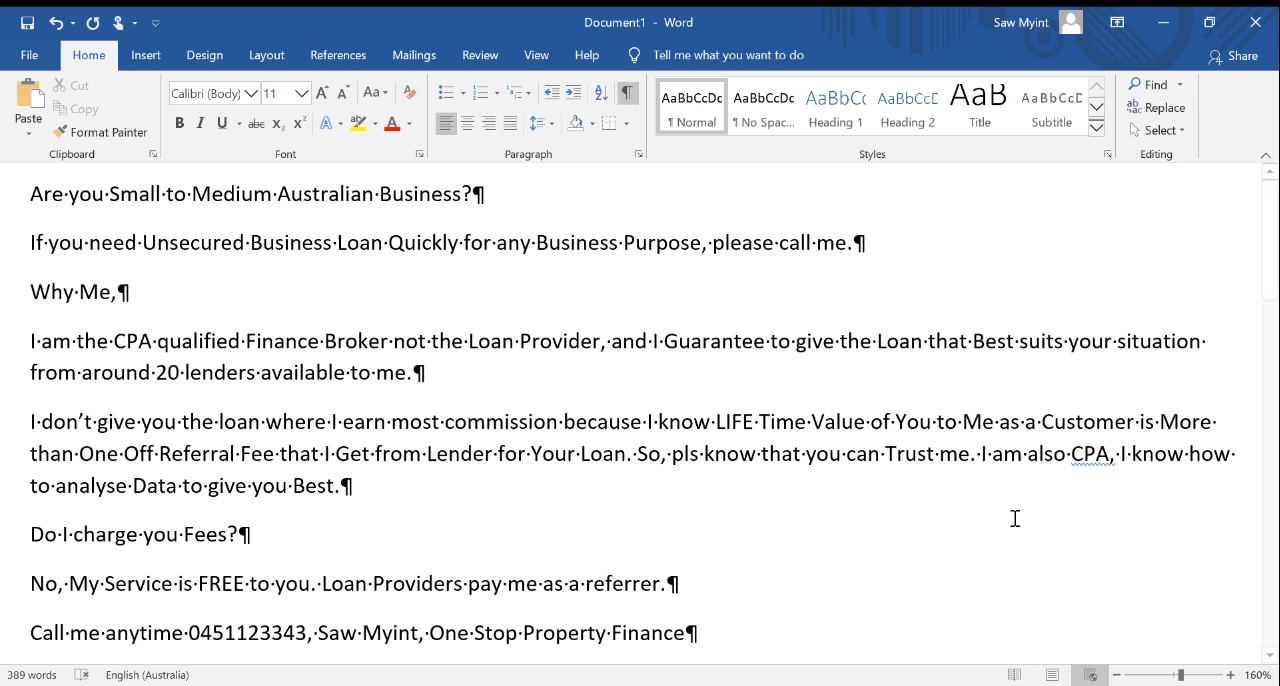 Document1 - Word
Saw Myint
File Home Insert Design Layout References Mailings Review View Help Tell me what you want to do Share
Paste
Cut
Copy
Format Painter
Calibri (Body) 11
Aa
B I U abc X₂ X²
AaBbCcDc AaBbCcDc AaBbCc AaBbCcD AaB AaBbCcD
¶ Normal ¶ No Spac... Heading 1 Heading 2 Title Subtitle
Find
Replace
Select
Clipboard Font Paragraph Styles Editing
Are·you·Small·to·Medium·Australian·Business?¶
If·you·need·Unsecured·Business·Loan·Quickly·for·any·Business·Purpose,·please·call·me.¶
Why·Me,¶
I·am·the·CPA·qualified·Finance·Broker·not·the·Loan·Provider,·and·I·Guarantee·to·give·the·Loan·that·Best·suits·your·situation·
from·around·20·lenders·available·to·me.¶
I·don’t·give·you·the·loan·where·I·earn·most·commission·because·I·know·LIFE·Time·Value·of·You·to·Me·as·a·Customer·is·More·
than·One·Off·Referral·Fee·that·I·Get·from·Lender·for·Your·Loan.·So,·pls·know·that·you·can·Trust·me.·I·am·also·CPA,·I·know·how·
to·analyse·Data·to·give·you·Best.¶
Do·I·charge·you·Fees?¶
No,·My·Service·is·FREE·to·you.·Loan·Providers·pay·me·as·a·referrer.¶
Call·me·anytime·0451123343,·Saw·Myint,·One·Stop·Property·Finance¶
389 words English (Australia) 160%